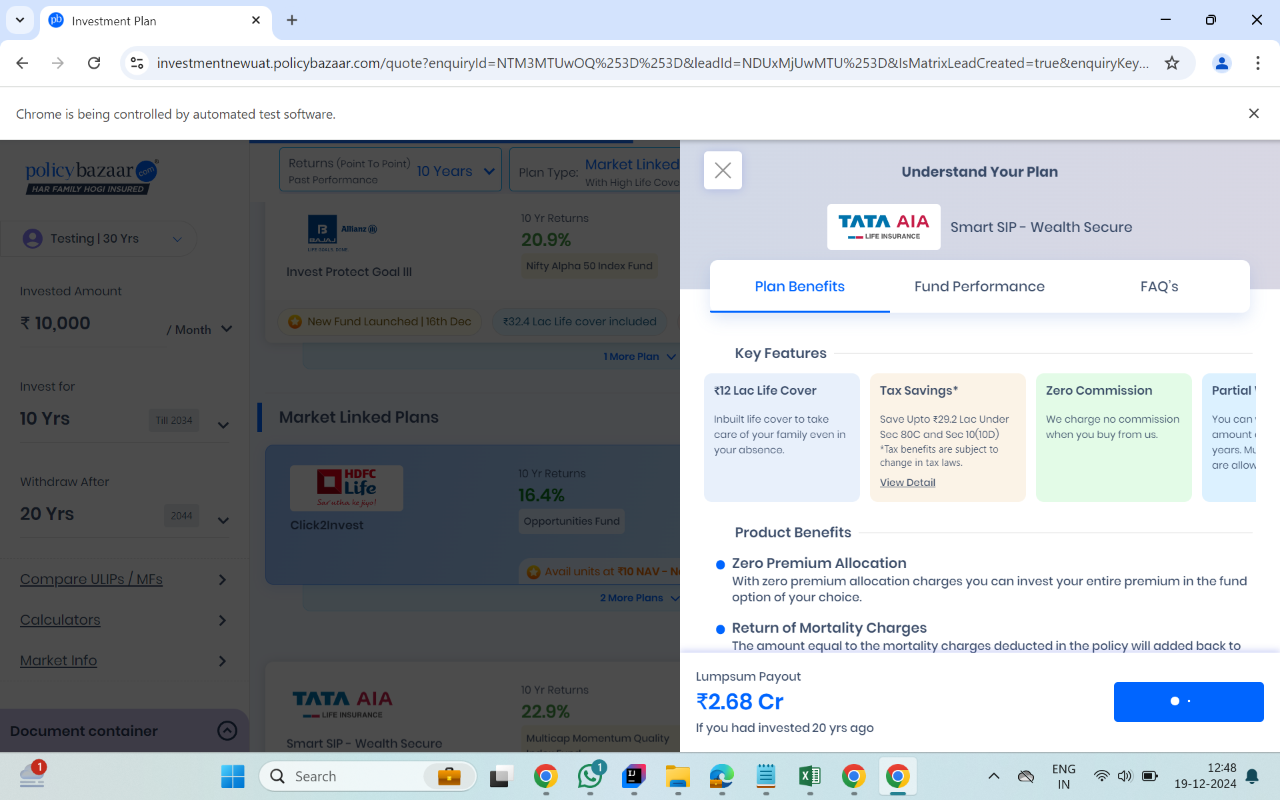 pb Investment Plan
investmentnewuat.policybazaar.com/quote?enquiryId=NTM3MTUwOQ%253D%253D&leadId=NDUxMjUwMTU%253D&IsMatrixLeadCreated=true&enquiryKey...
Chrome is being controlled by automated test software.
policybazaar.com
HAR FAMILY HOGI INSURED
Testing | 30 Yrs
Invested Amount
₹ 10,000
/ Month
Invest for
10 Yrs
Till 2034
Withdraw After
20 Yrs
2044
Compare ULIPs / MFs
Calculators
Market Info
Document container
Returns (Point To Point)
Past Performance
10 Years
Plan Type:
Market Linked
With High Life Cove
B
BAJAJ Allianz
10 Yr Returns
20.9%
Invest Protect Goal III
Nifty Alpha 50 Index Fund
New Fund Launched | 16th Dec
₹32.4 Lac Life cover included
1 More Plan
Market Linked Plans
HDFC
Life
Sar utha ke jiyo!
10 Yr Returns
16.4%
Click2Invest
Opportunities Fund
Avail units at ₹10 NAV - N
2 More Plans
TATA AIA
LIFE INSURANCE
10 Yr Returns
22.9%
Smart SIP - Wealth Secure
Multicap Momentum Quality
Index Fund
Understand Your Plan
TATA AIA
LIFE INSURANCE
Smart SIP - Wealth Secure
Plan Benefits
Fund Performance
FAQ's
Key Features
₹12 Lac Life Cover
Inbuilt life cover to take
care of your family even in
your absence.
Tax Savings*
Save Upto ₹29.2 Lac Under
Sec 80C and Sec 10(10D)
*Tax benefits are subject to
change in tax laws.
View Detail
Zero Commission
We charge no commission
when you buy from us.
Partial
You can
amount
years. Mu
are allow
Product Benefits
Zero Premium Allocation
With zero premium allocation charges you can invest your entire premium in the fund
option of your choice.
Return of Mortality Charges
The amount equal to the mortality charges deducted in the policy will added back to
Lumpsum Payout
₹2.68 Cr
If you had invested 20 yrs ago
1
Search
1
ENG
IN
12:48
19-12-2024